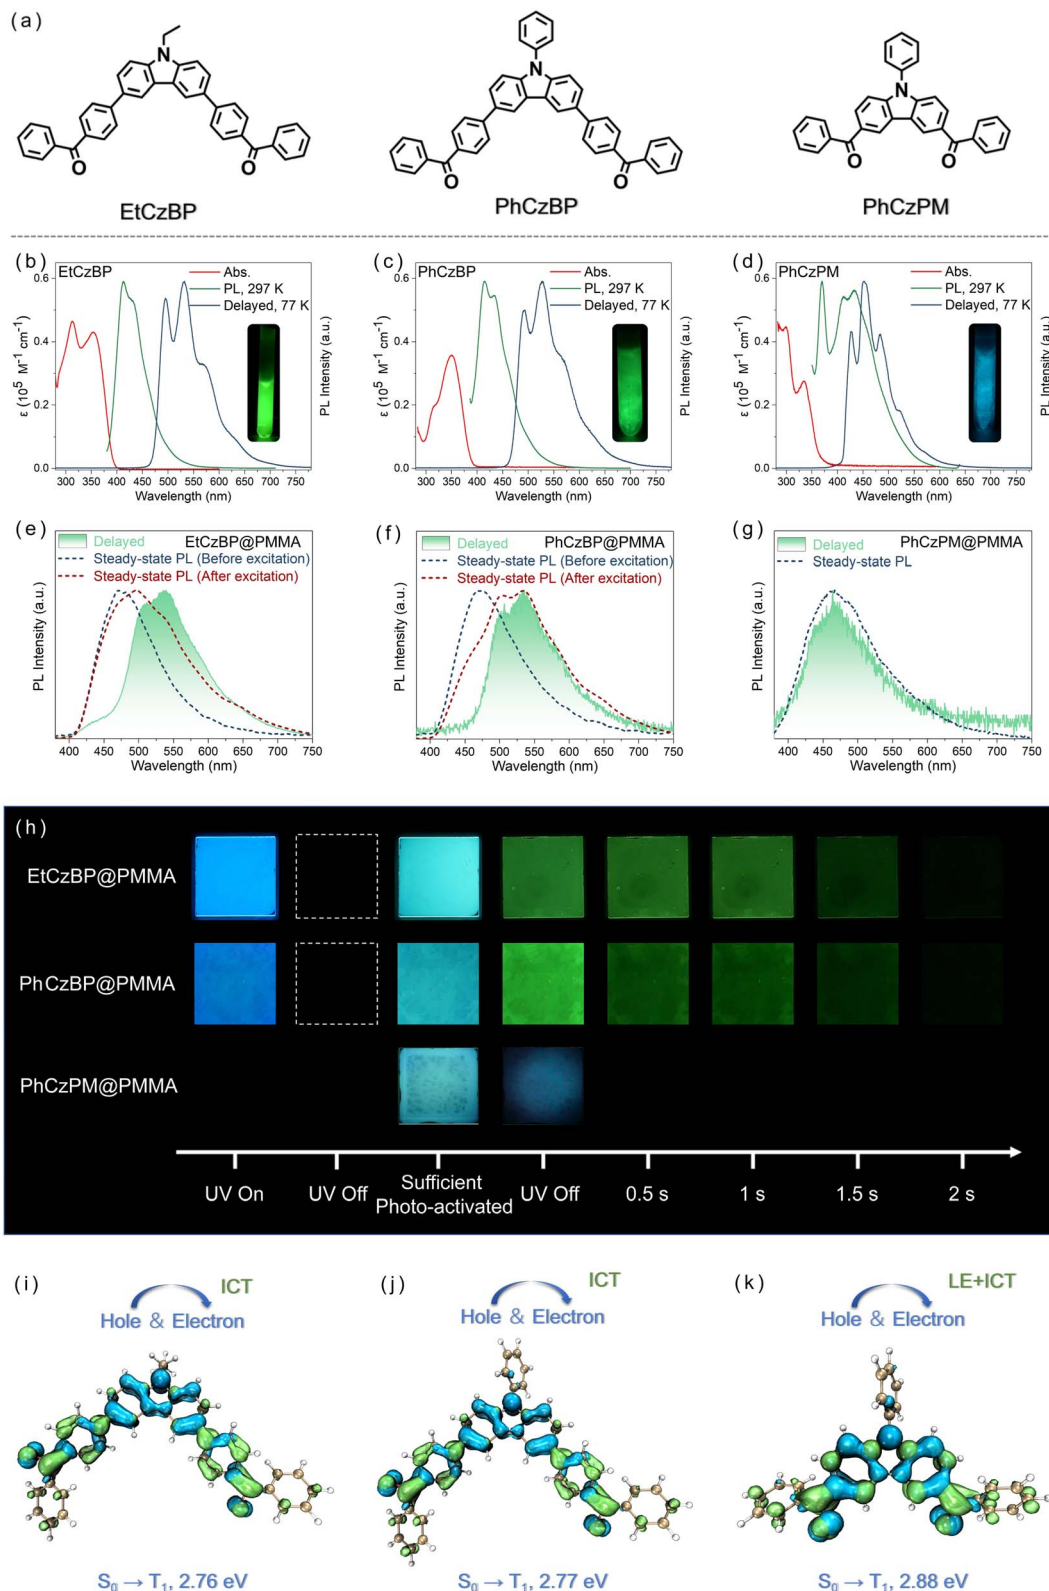 (a)
N
O
O
EtCzBP
N
O
O
PhCzBP
N
O
O
PhCzPM
(b)
EtCzBP
Abs.
PL, 297 K
Delayed, 77 K
ε (10⁵ M⁻¹ cm⁻¹)
PL Intensity (a.u.)
0.6
0.4
0.2
0.0
300 350 400 450 500 550 600 650 700 750
Wavelength (nm)
(c)
PhCzBP
Abs.
PL, 297 K
Delayed, 77 K
ε (10⁵ M⁻¹ cm⁻¹)
PL Intensity (a.u.)
0.6
0.4
0.2
0.0
300 350 400 450 500 550 600 650 700 750
Wavelength (nm)
(d)
PhCzPM
Abs.
PL, 297 K
Delayed, 77 K
ε (10⁵ M⁻¹ cm⁻¹)
0.6
0.4
0.2
0.0
300 350 400 450 500 550 600 650 700 750
Wavelength (nm)
(e)
Delayed EtCzBP@PMMA
Steady-state PL (Before excitation)
Steady-state PL (After excitation)
PL Intensity (a.u.)
400 450 500 550 600 650 700 750
Wavelength (nm)
(f)
Delayed PhCzBP@PMMA
Steady-state PL (Before excitation)
Steady-state PL (After excitation)
PL Intensity (a.u.)
400 450 500 550 600 650 700 750
Wavelength (nm)
(g)
Delayed PhCzPM@PMMA
Steady-state PL
PL Intensity (a.u.)
400 450 500 550 600 650 700 750
Wavelength (nm)
(h)
EtCzBP@PMMA
PhCzBP@PMMA
PhCzPM@PMMA
UV On UV Off Sufficient UV Off 0.5 s 1 s 1.5 s 2 s
Photo-activated
(i)
ICT
Hole & Electron
S₀ → T₁, 2.76 eV
(j)
ICT
Hole & Electron
S₀ → T₁, 2.77 eV
(k)
LE+ICT
Hole & Electron
S₀ → T₁, 2.88 eV